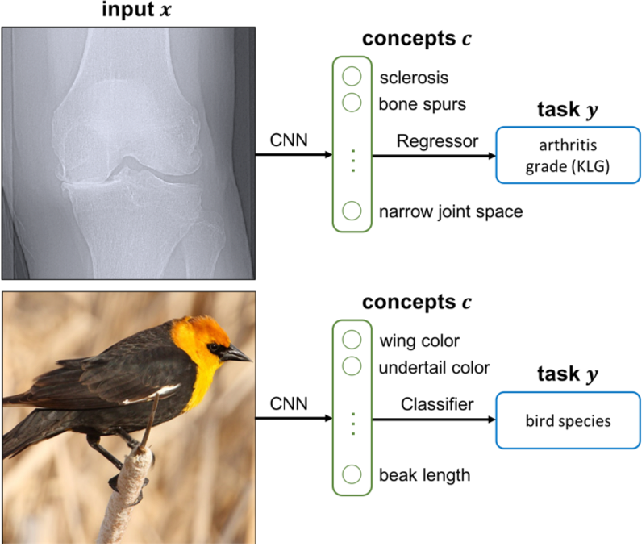 input x
concepts c
sclerosis
bone spurs
CNN
Regressor
task y
arthritis
grade (KLG)
narrow joint space
concepts c
wing color
undertail color
CNN
Classifier
task y
bird species
beak length